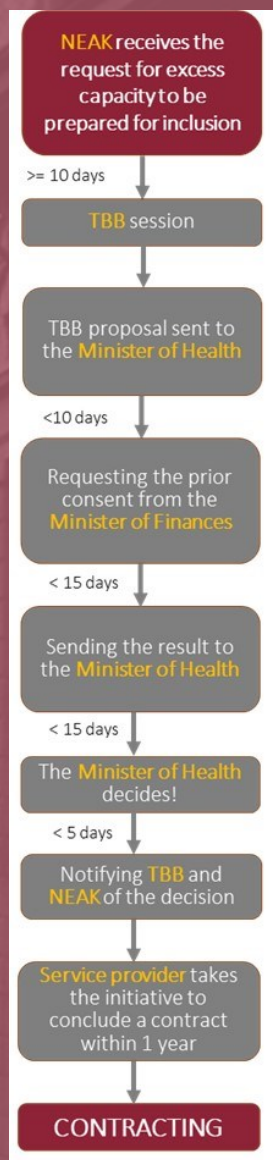 NEAK receives the
request for excess
capacity to be
prepared for inclusion
>= 10 days
TBB session
TBB proposal sent to
the Minister of Health
<10 days
Requesting the prior
consent from the
Minister of Finances
< 15 days
Sending the result to
the Minister of Health
< 15 days
The Minister of Health
decides!
< 5 days
Notifying TBB and
NEAK of the decision
Service provider takes
the initiative to
conclude a contract
within 1 year
CONTRACTING